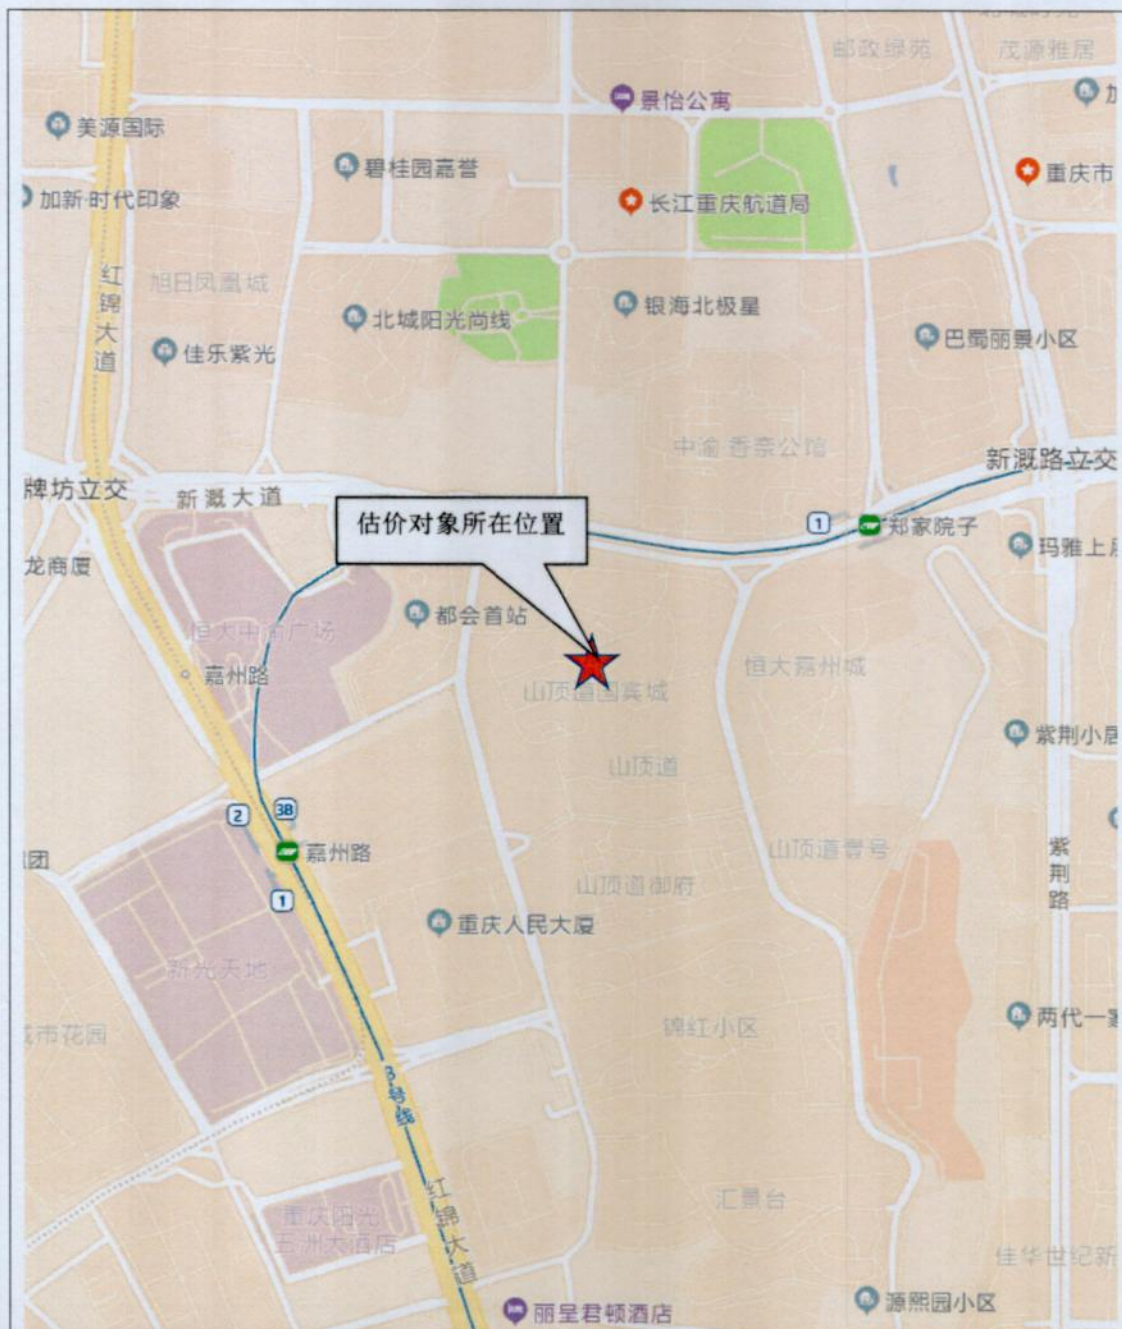 邮政绿苑
茂源雅居
景怡公寓
加
美源国际
碧桂园嘉誉
重庆市
加新·时代印象
长江重庆航道局
红锦大道
旭日凤凰城
北城阳光尚线
银海北极星
佳乐紫光
巴蜀丽景小区
中渝·香奈公馆
新溉路立交
牌坊立交
新溉大道
估价对象所在位置
1
郑家院子
玛雅上
龙商厦
都会首站
恒大中渝广场
嘉州路
恒大嘉州城
山顶道国宾城
紫荆小居
山顶道
2
3B
嘉州路
山顶道壹号
团
1
山顶道御府
紫荆路
重庆人民大厦
新光天地
两代一家
城市花园
锦红小区
3号线
红锦大道
汇景台
重庆阳光
五洲大酒店
佳华世纪新
源熙园小区
丽呈君顿酒店